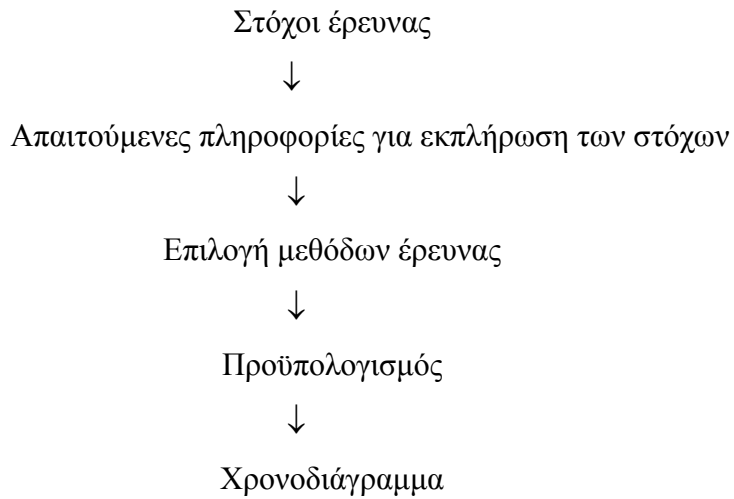 Στόχοι έρευνας
↓
Απαιτούμενες πληροφορίες για εκπλήρωση των στόχων
↓
Επιλογή μεθόδων έρευνας
↓
Προϋπολογισμός
↓
Χρονοδιάγραμμα